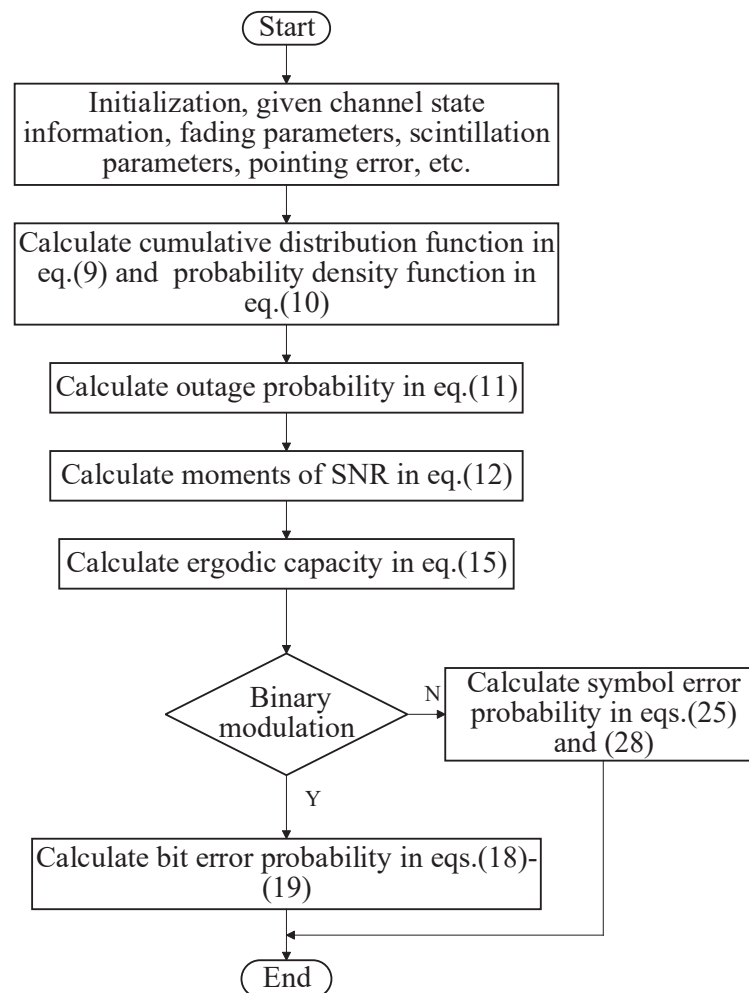 Start
Initialization, given channel state
information, fading parameters, scintillation
parameters, pointing error, etc.
Calculate cumulative distribution function in
eq.(9) and probability density function in
eq.(10)
Calculate outage probability in eq.(11)
Calculate moments of SNR in eq.(12)
Calculate ergodic capacity in eq.(15)
Binary
modulation
N
Calculate symbol error
probability in eqs.(25)
and (28)
Y
Calculate bit error probability in eqs.(18)-
(19)
End